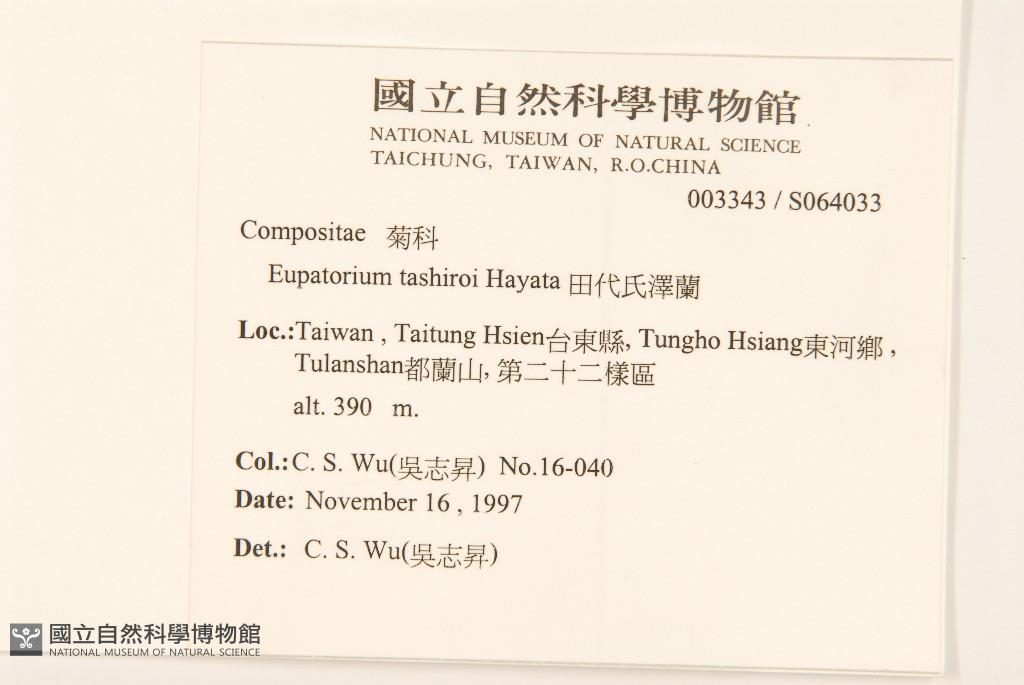 國立自然科學博物館
NATIONAL MUSEUM OF NATURAL SCIENCE
TAICHUNG, TAIWAN, R.O.CHINA
003343 / S064033
Compositae 菊科
Eupatorium tashiroi Hayata 田代氏澤蘭
Loc.:Taiwan , Taitung Hsien台東縣, Tungho Hsiang東河鄉 ,
Tulanshan都蘭山, 第二十二樣區
alt. 390 m.
Col.:C. S. Wu(吳志昇) No.16-040
Date: November 16 , 1997
Det.: C. S. Wu(吳志昇)
國立自然科學博物館
NATIONAL MUSEUM OF NATURAL SCIENCE